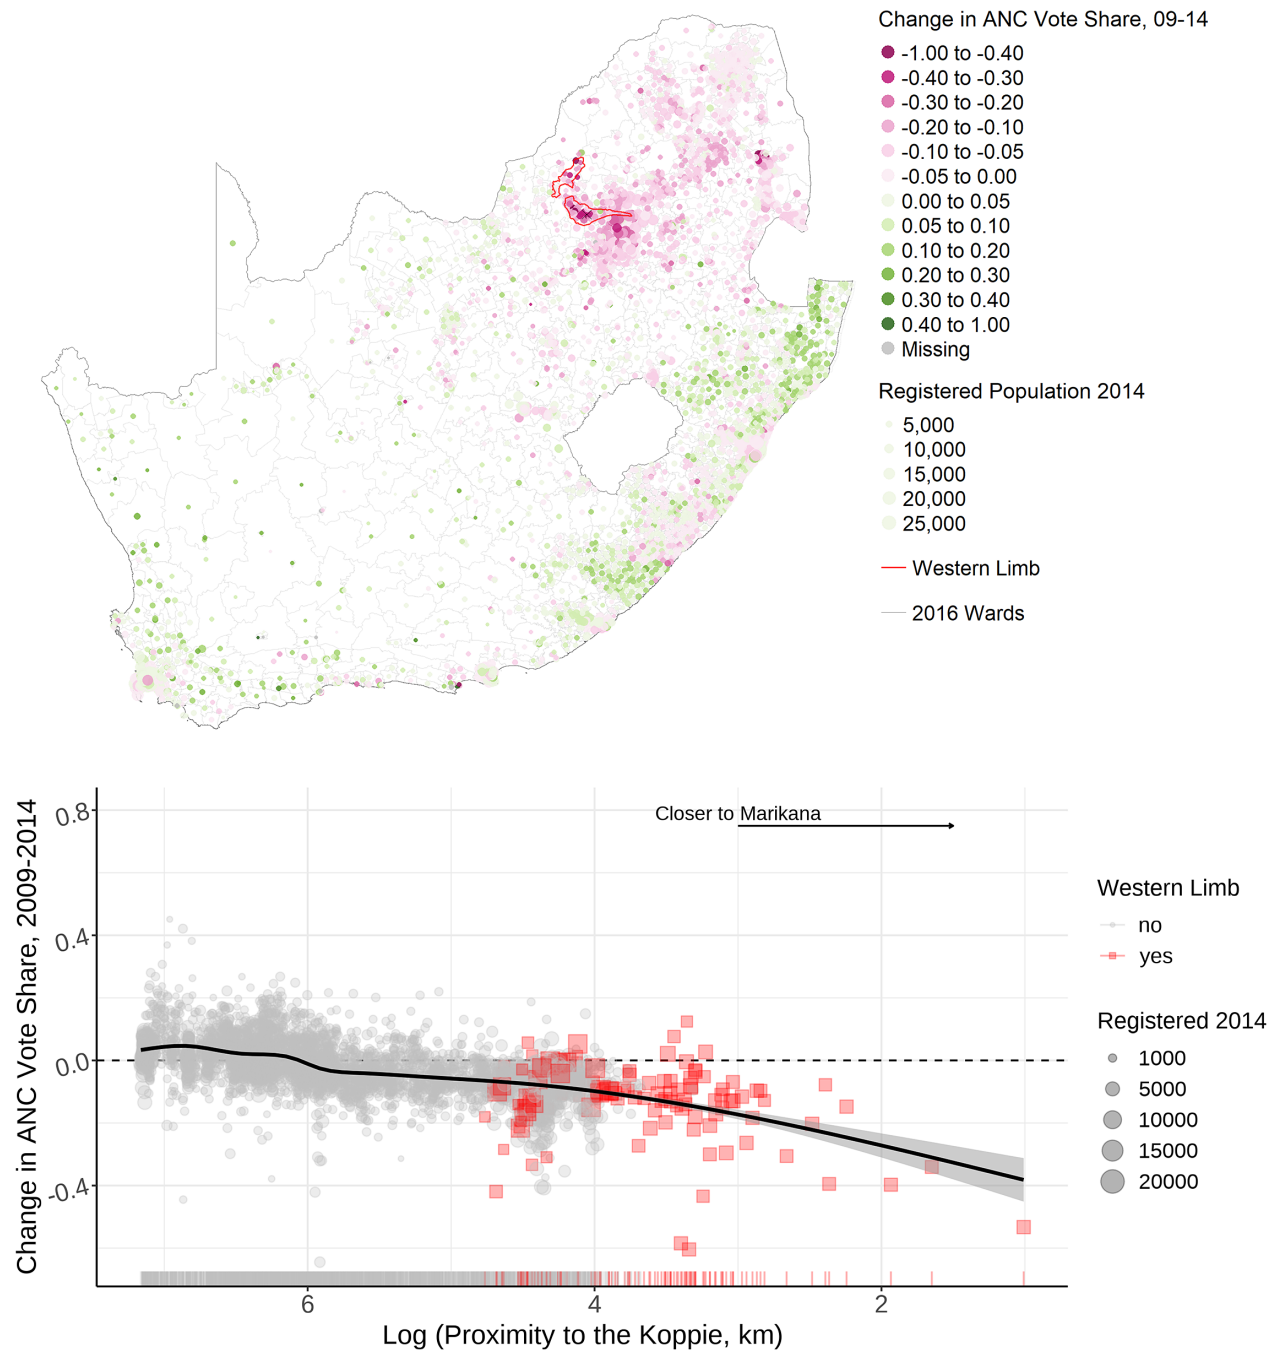 Change in ANC Vote Share, 09-14
-1.00 to -0.40
-0.40 to -0.30
-0.30 to -0.20
-0.20 to -0.10
-0.10 to -0.05
-0.05 to 0.00
0.00 to 0.05
0.05 to 0.10
0.10 to 0.20
0.20 to 0.30
0.30 to 0.40
0.40 to 1.00
Missing
Registered Population 2014
5,000
10,000
15,000
20,000
25,000
Western Limb
2016 Wards
Change in ANC Vote Share, 2009-2014
0.8
0.4
0.0
-0.4
Closer to Marikana
6
4
2
Log (Proximity to the Koppie, km)
Western Limb
no
yes
Registered 2014
1000
5000
10000
15000
20000